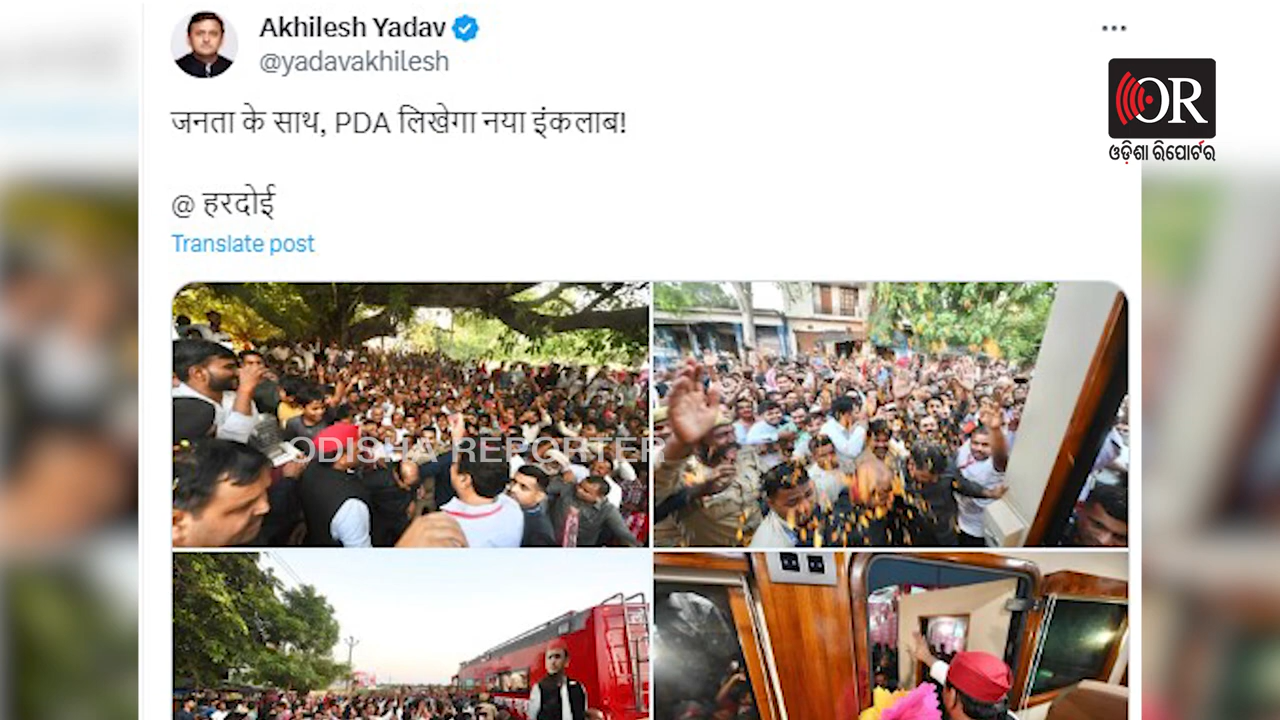 Akhilesh Yadav
@yadavakhilesh
OR
ଓଡ଼ିଶା ରିପୋର୍ଟର
जनता के साथ, PDA लिखेगा नया इंकलाब!
@ हरदोई
Translate post
ODISHA REPORTER